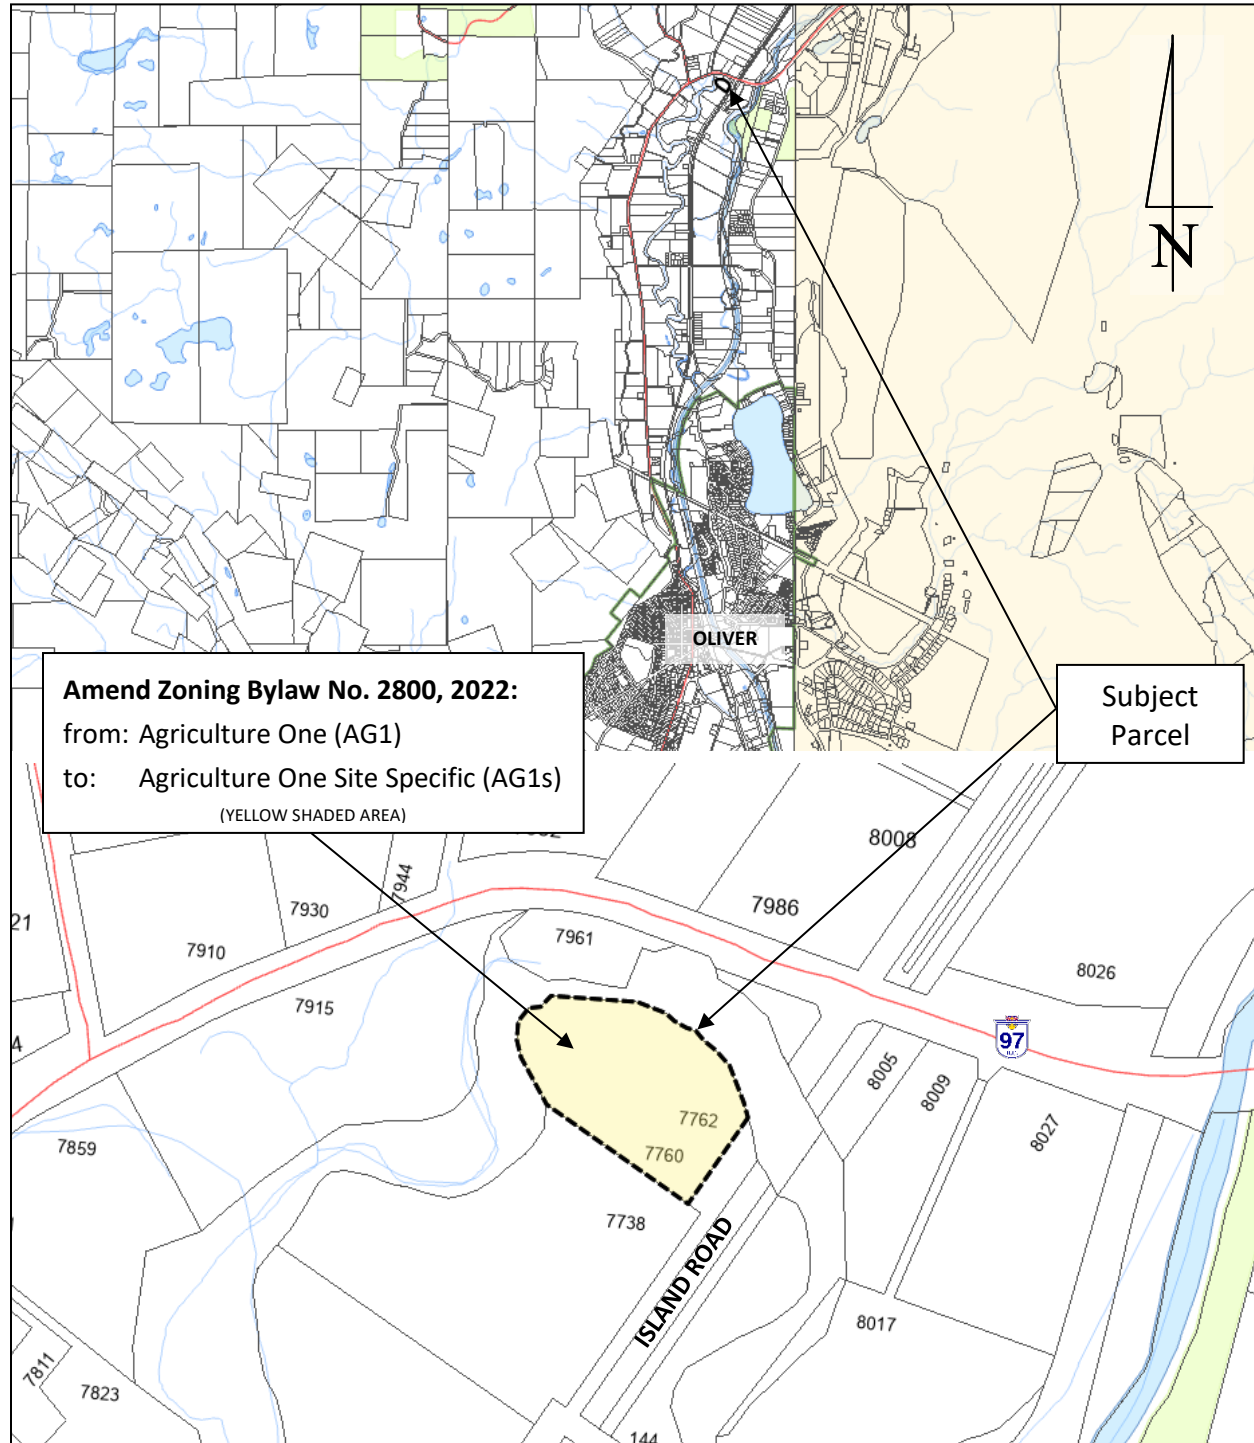 N
OLIVER
Amend Zoning Bylaw No. 2800, 2022:
from: Agriculture One (AG1)
to: Agriculture One Site Specific (AG1s)
(YELLOW SHADED AREA)
Subject
Parcel
8008
7944
7986
7930
21
7961
7910
8026
7915
97
8005
8009
7762
8027
7859
7760
7738
ISLAND ROAD
8017
7811
7823
144